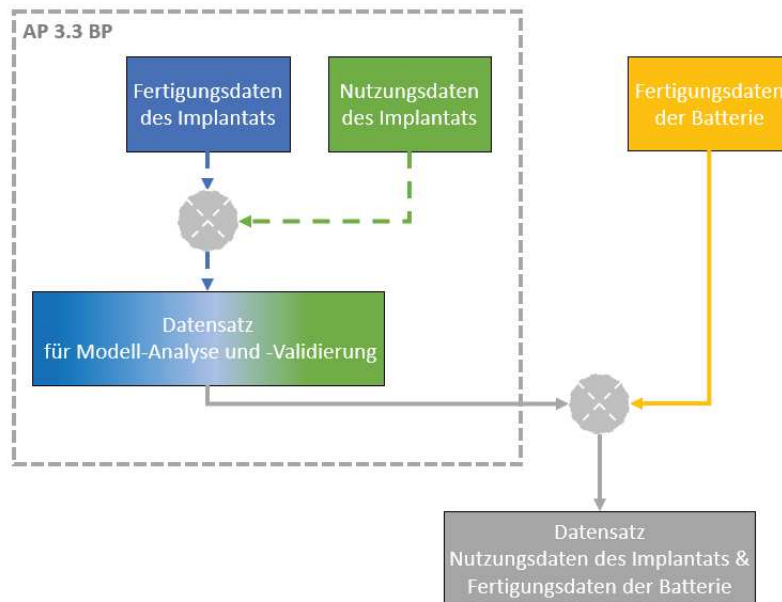 AP 3.3 BP
Fertigungsdaten
des Implantats
Nutzungsdaten
des Implantats
Fertigungsdaten
der Batterie
Datensatz
für Modell-Analyse und -Validierung
Datensatz
Nutzungsdaten des Implantats &
Fertigungsdaten der Batterie